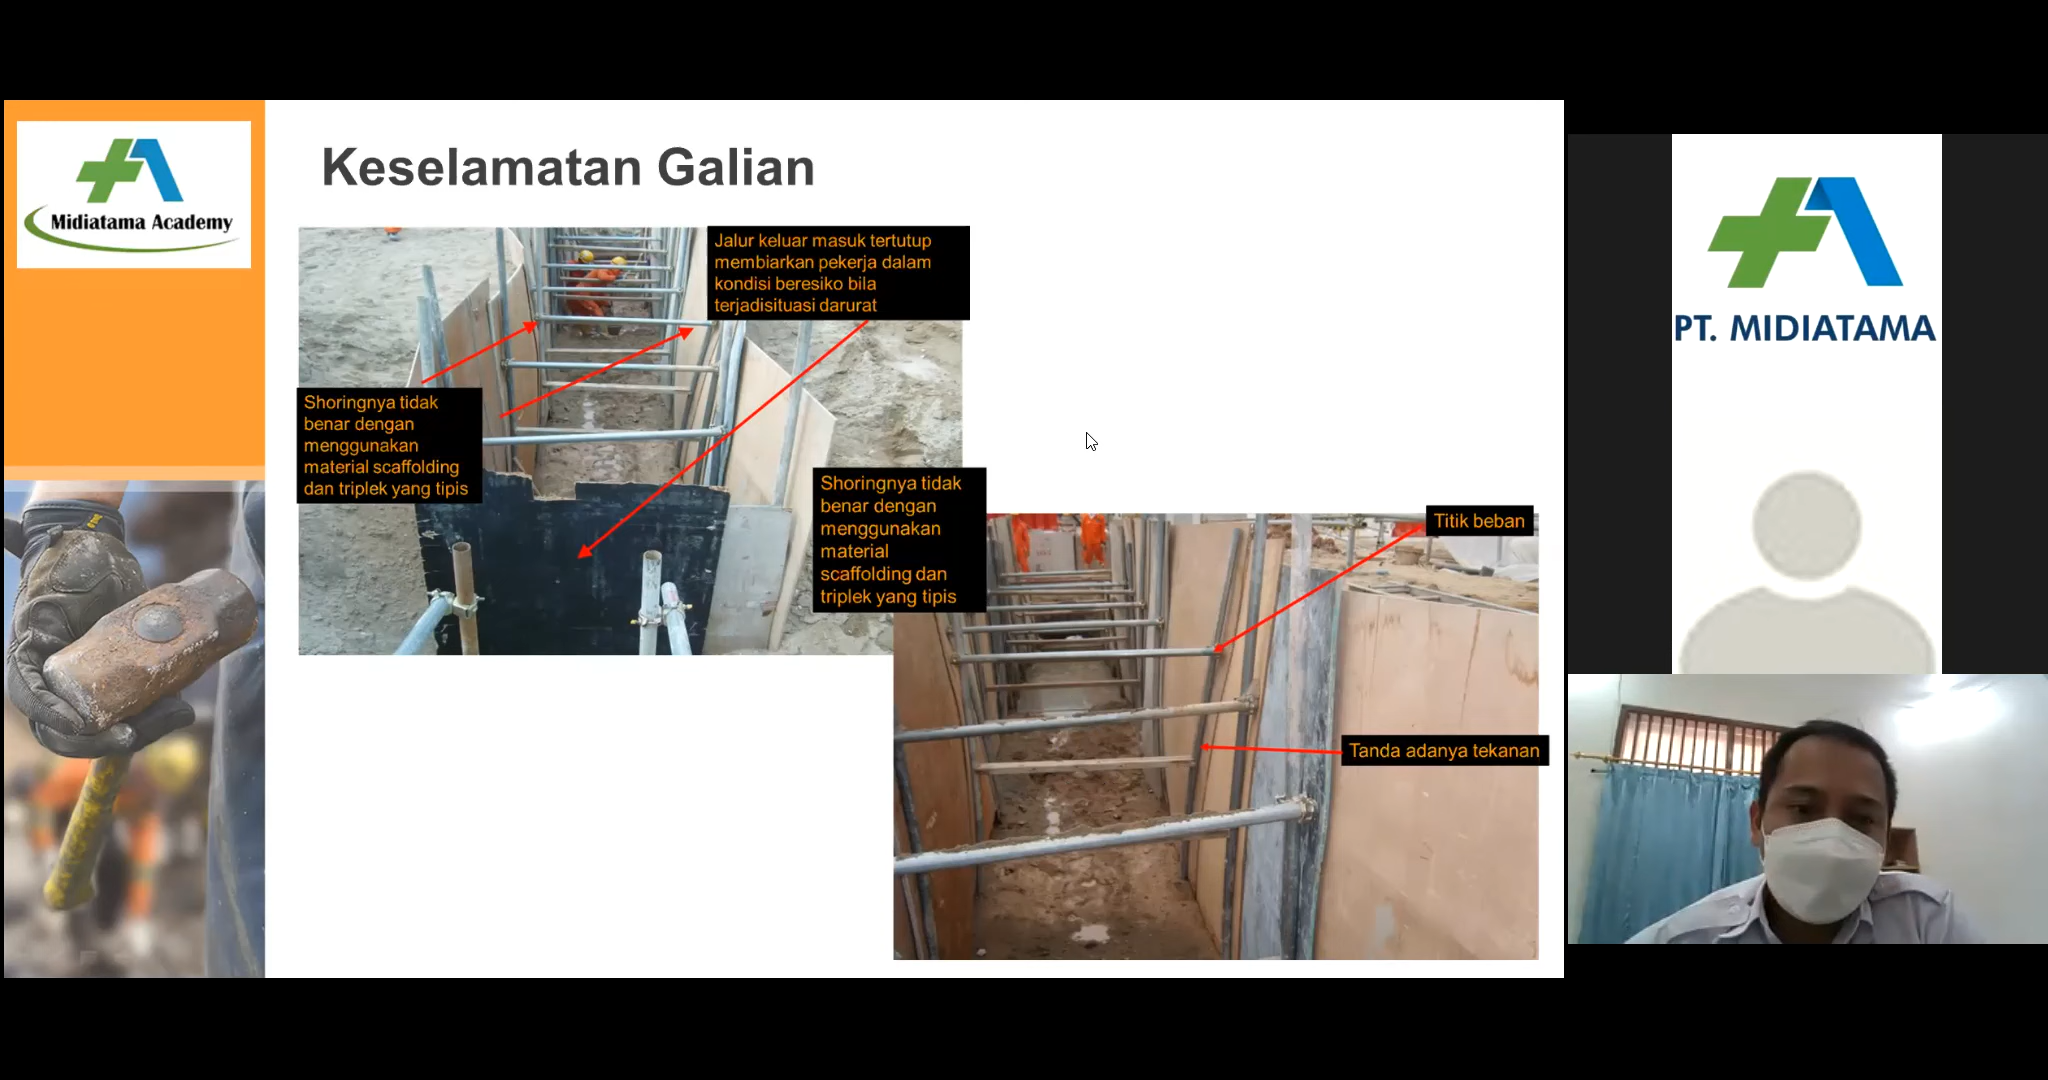 Midiatama Academy
Keselamatan Galian
Jalur keluar masuk tertutup
membiarkan pekerja dalam
kondisi beresiko bila
terjadisituasi darurat
Shoringnya tidak
benar dengan
menggunakan
material scaffolding
dan triplek yang tipis
Shoringnya tidak
benar dengan
menggunakan
material
scaffolding dan
triplek yang tipis
Titik beban
Tanda adanya tekanan
PT. MIDIATAMA